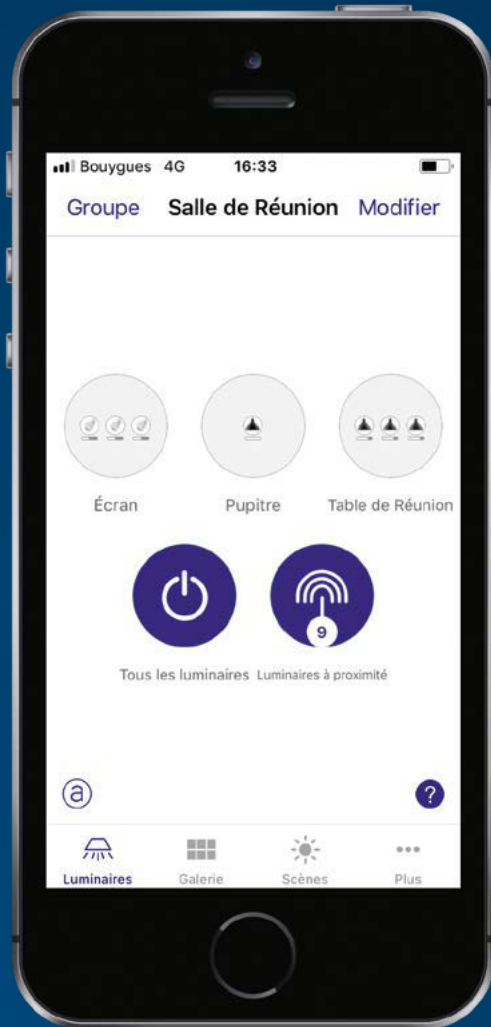 Bouygues 4G 16:33
Groupe Salle de Réunion Modifier
Écran Pupitre Table de Réunion
9
Tous les luminaires Luminaires à proximité
a ?
Luminaires Galerie Scènes Plus